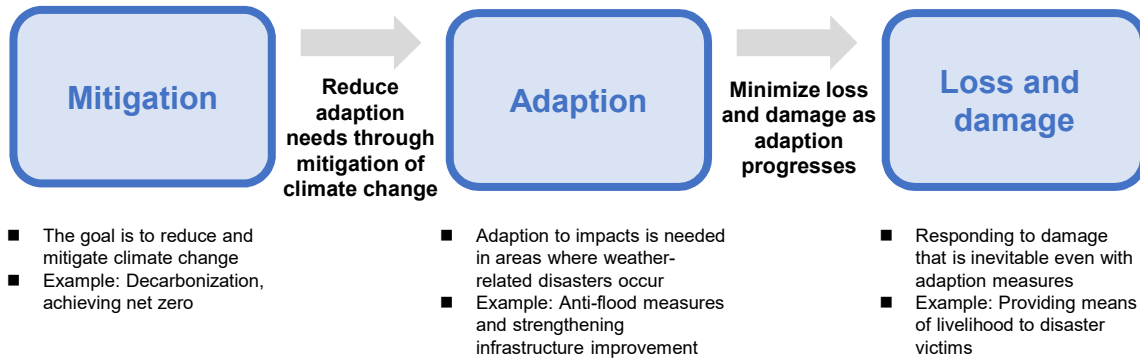 Mitigation
Reduce
adaption
needs through
mitigation of
climate change
Adaption
Minimize loss
and damage as
adaption
progresses
Loss and
damage
■ The goal is to reduce and
mitigate climate change
■ Example: Decarbonization,
achieving net zero
■ Adaption to impacts is needed
in areas where weather-
related disasters occur
■ Example: Anti-flood measures
and strengthening
infrastructure improvement
■ Responding to damage
that is inevitable even with
adaption measures
■ Example: Providing means
of livelihood to disaster
victims